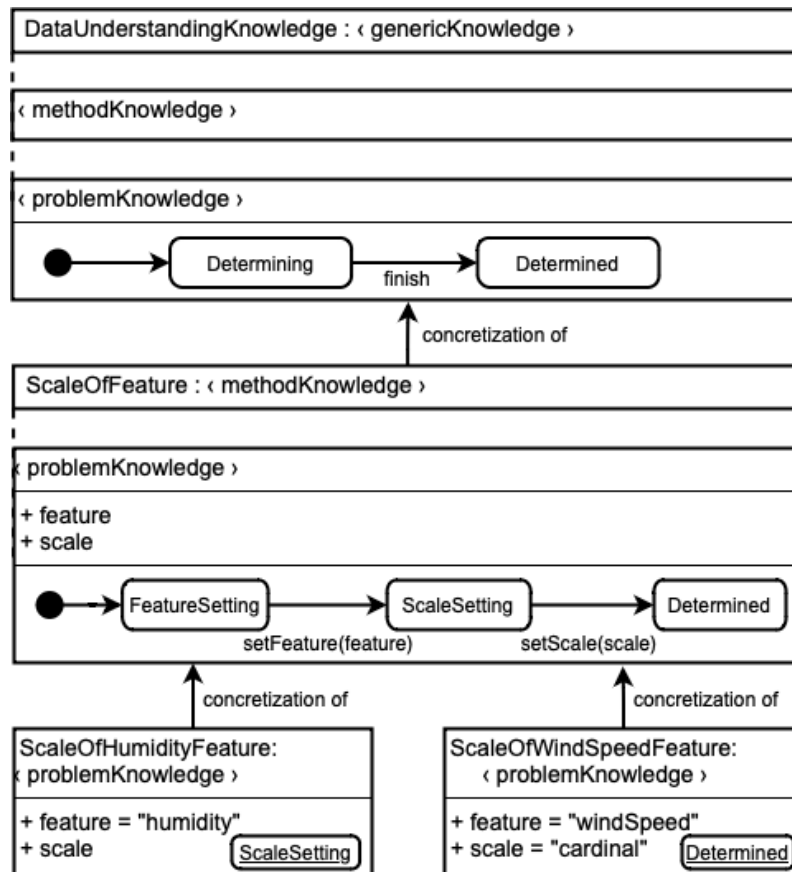 DataUnderstandingKnowledge : ‹ genericKnowledge ›
‹ methodKnowledge ›
‹ problemKnowledge ›
Determining
finish
Determined
concretization of
ScaleOfFeature : ‹ methodKnowledge ›
‹ problemKnowledge ›
+ feature
+ scale
FeatureSetting
setFeature(feature)
ScaleSetting
setScale(scale)
Determined
concretization of
concretization of
ScaleOfHumidityFeature:
‹ problemKnowledge ›
+ feature = "humidity"
+ scale
ScaleSetting
ScaleOfWindSpeedFeature:
‹ problemKnowledge ›
+ feature = "windSpeed"
+ scale = "cardinal"
Determined